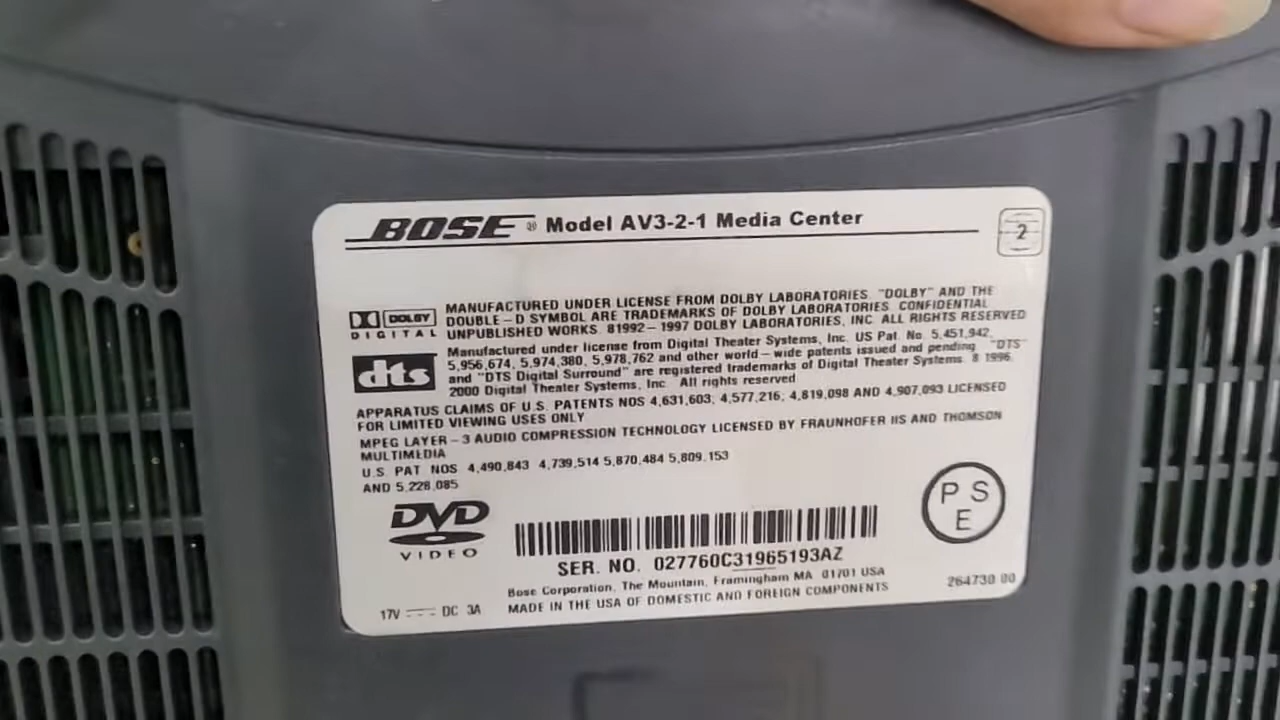 BOSE ® Model AV3-2-1 Media Center
2
DOLBY
DIGITAL
MANUFACTURED UNDER LICENSE FROM DOLBY LABORATORIES. "DOLBY" AND THE
DOUBLE-D SYMBOL ARE TRADEMARKS OF DOLBY LABORATORIES. CONFIDENTIAL
UNPUBLISHED WORKS. 81992-1997 DOLBY LABORATORIES, INC. ALL RIGHTS RESERVED
dts
Manufactured under license from Digital Theater Systems, Inc. US Pat. No. 5,451,942,
5,956,674, 5,974,380, 5,978,762 and other world-wide patents issued and pending. "DTS"
and "DTS Digital Surround" are registered trademarks of Digital Theater Systems. 8 1996,
2000 Digital Theater Systems, Inc. All rights reserved
APPARATUS CLAIMS OF U.S. PATENTS NOS 4,631,603; 4,577,216; 4,819,098 AND 4,907,093 LICENSED
FOR LIMITED VIEWING USES ONLY
MPEG LAYER-3 AUDIO COMPRESSION TECHNOLOGY LICENSED BY FRAUNHOFER IIS AND THOMSON
MULTIMEDIA
U.S. PAT NOS 4,490,843 4,739,514 5,870,484 5,809,153
AND 5,228,085
DVD
VIDEO
PS
E
SER. NO. 027760C31965193AZ
Bose Corporation, The Mountain, Framingham MA 01701 USA
17V DC 3A
MADE IN THE USA OF DOMESTIC AND FOREIGN COMPONENTS
264730 00